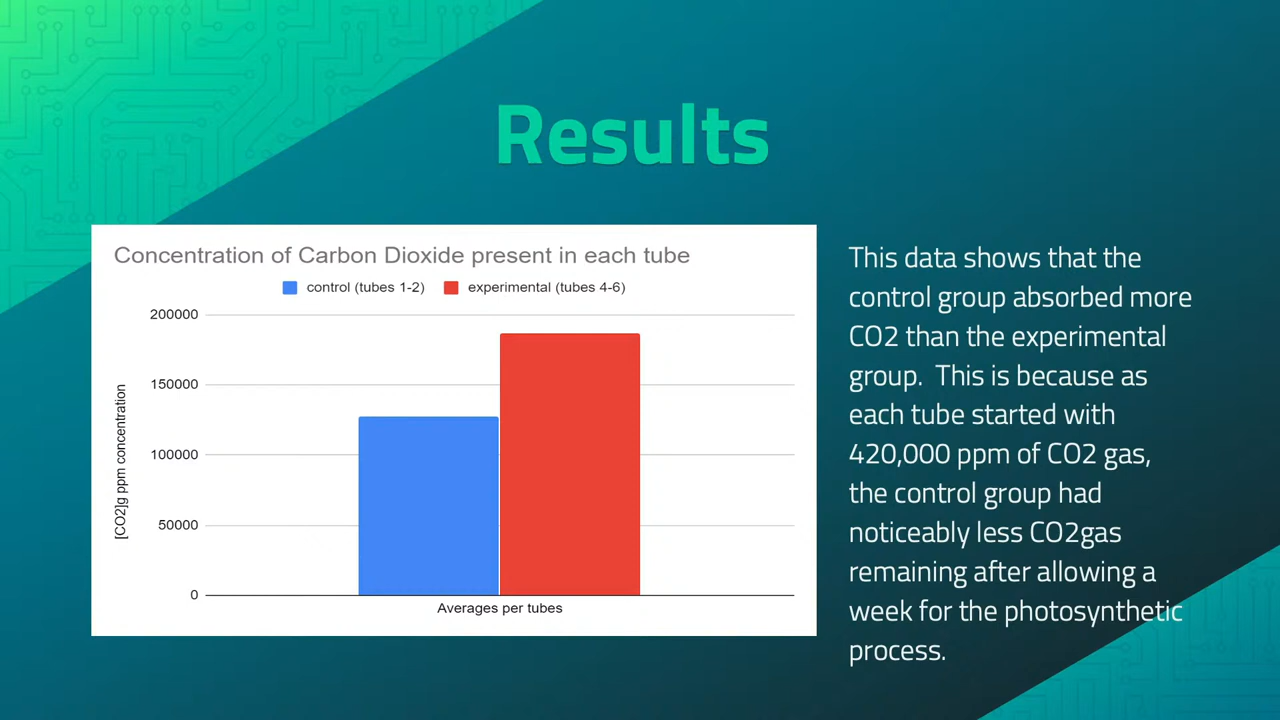 Results
Concentration of Carbon Dioxide present in each tube
control (tubes 1-2) experimental (tubes 4-6)
200000
150000
100000
50000
0
[CO2]g ppm concentration
Averages per tubes
This data shows that the
control group absorbed more
CO2 than the experimental
group.  This is because as
each tube started with
420,000 ppm of CO2 gas,
the control group had
noticeably less CO2gas
remaining after allowing a
week for the photosynthetic
process.